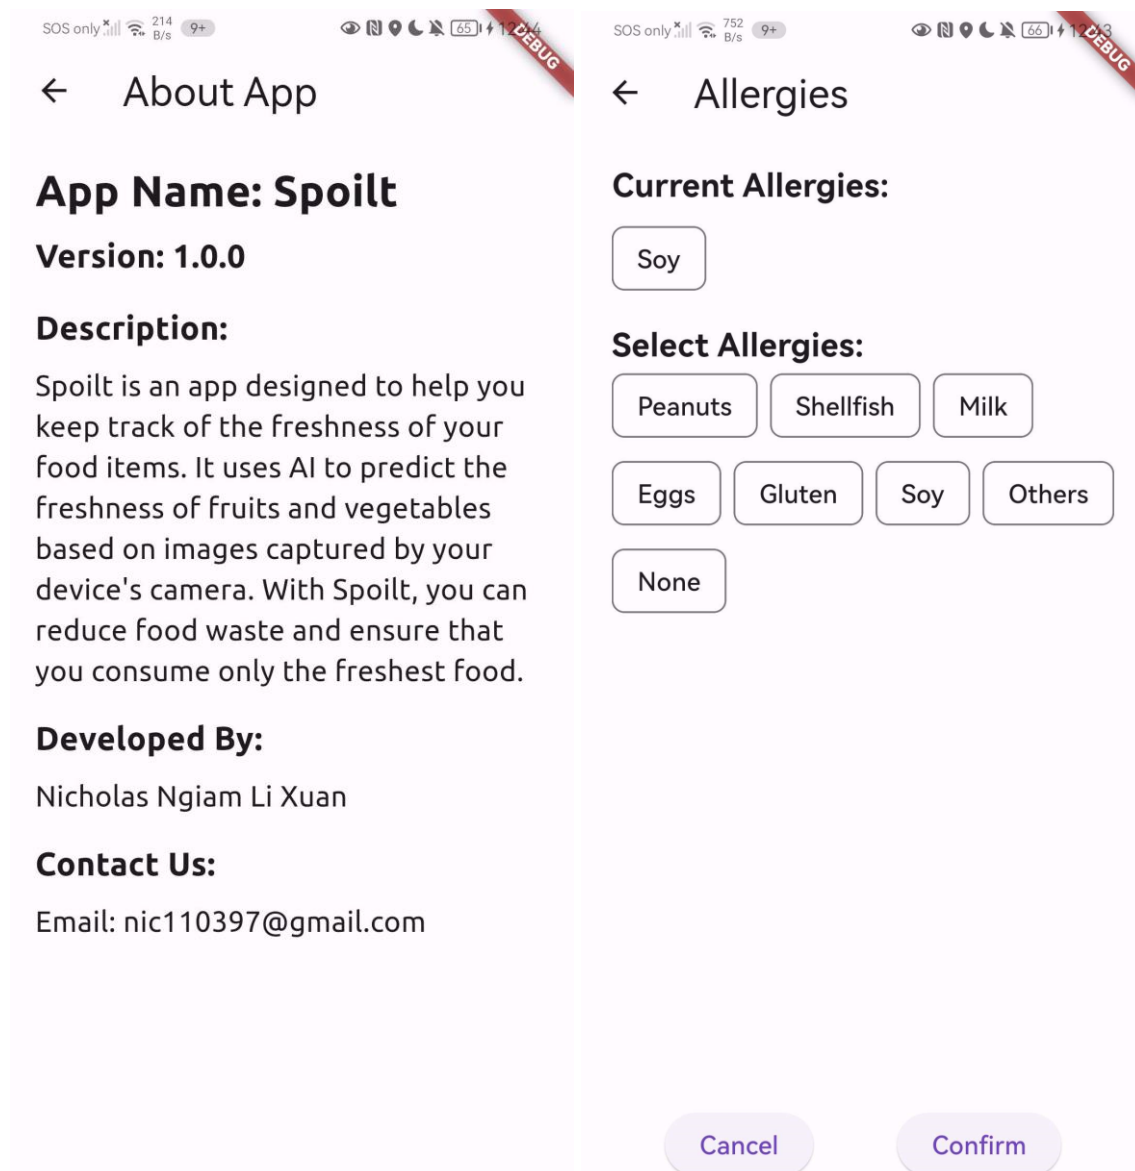 SOS only 214 B/s 9+ 65 12:44
DEBUG
About App
App Name: Spoilt
Version: 1.0.0
Description:
Spoilt is an app designed to help you
keep track of the freshness of your
food items. It uses AI to predict the
freshness of fruits and vegetables
based on images captured by your
device's camera. With Spoilt, you can
reduce food waste and ensure that
you consume only the freshest food.
Developed By:
Nicholas Ngiam Li Xuan
Contact Us:
Email: nic110397@gmail.com
SOS only 752 B/s 9+ 66 12:43
DEBUG
Allergies
Current Allergies:
Soy
Select Allergies:
Peanuts Shellfish Milk
Eggs Gluten Soy Others
None
Cancel Confirm